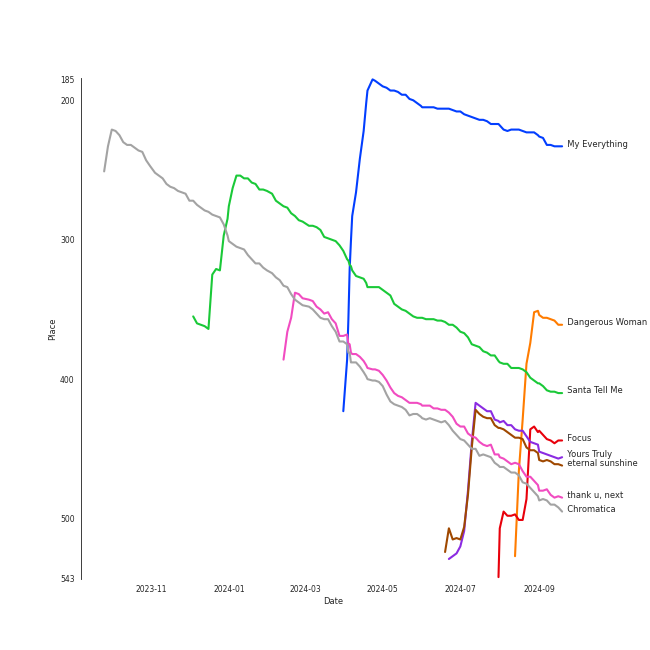 185
200
300
400
500
543
Place
2023-11
2024-01
2024-03
2024-05
2024-07
2024-09
Date
My Everything
Dangerous Woman
Santa Tell Me
Focus
Yours Truly
eternal sunshine
thank u, next
Chromatica